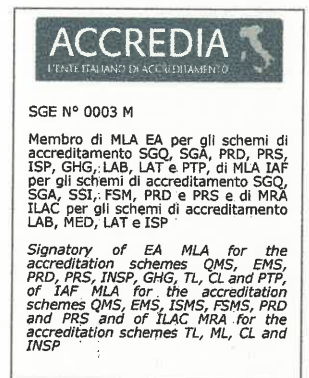 ACCREDIA
L'ENTE ITALIANO DI ACCREDITAMENTO
SGE N° 0003 M
Membro di MLA EA per gli schemi di
accreditamento SGQ, SGA, PRD, PRS,
ISP, GHG, LAB, LAT e PTP, di MLA IAF
per gli schemi di accreditamento SGQ,
SGA, SSI, FSM, PRD e PRS e di MRA
ILAC per gli schemi di accreditamento
LAB, MED, LAT e ISP
Signatory of EA MLA for the
accreditation schemes QMS, EMS,
PRD, PRS, INSP, GHG, TL, CL and PTP,
of IAF MLA for the accreditation
schemes QMS, EMS, ISMS, FSMS, PRD
and PRS and of ILAC MRA for the
accreditation schemes TL, ML, CL and
INSP